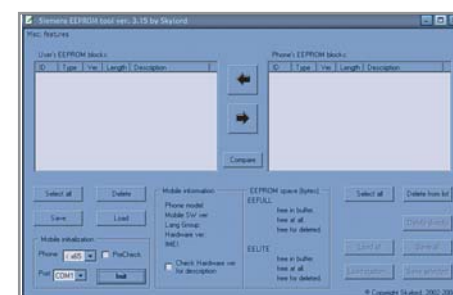 Siemens EEPROM tool ver. 3.15 by Skylord
Misc. features
User's EEPROM blocks:
Phone's EEPROM blocks:
ID Type Ver Length Description
ID Type Ver Length Description
Compare
Select all
Delete
Save
Load
Mobile information
Phone model
Mobile SW ver:
Lang Group:
Hardware ver:
IMEI:
Check Hardware ver
for description
EEPROM space (bytes)
EEFULL
free in buffer.
free at all.
free for deleted.
EELITE
free in buffer.
free at all.
free for deleted.
Select all
Delete from list
Mobile initialization
Phone x65 PreCheck
Port COM1 Init
© Copyright Skylord, 2002-200